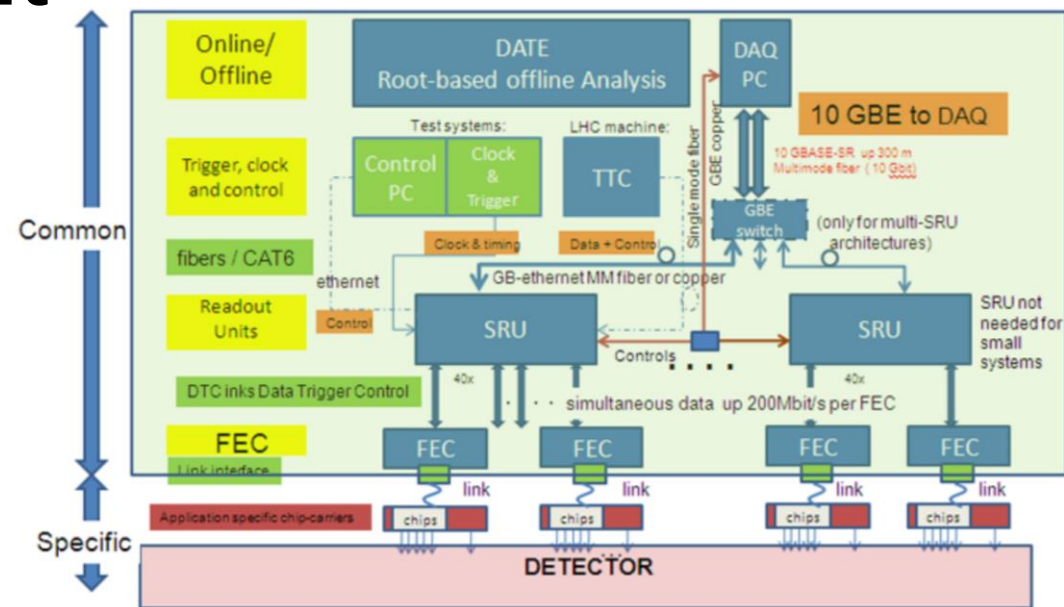 Online/
Offline
DATE
Root-based offline Analysis
DAQ
PC
10 GBE to DAQ
10 GBASE-SR up 300 m
Multimode fiber ( 10 Gbit)
Single mode fiber
GBE copper
Test systems:
LHC machine:
Trigger, clock
and control
Control
PC
Clock
&
Trigger
TTC
GBE
switch
(only for multi-SRU
architectures)
Common
Clock & timing
Data + Control
fibers / CAT6
ethernet
GB-ethernet MM fiber or copper
Readout
Units
Control
SRU
Controls
SRU
SRU not
needed for
small
systems
DTC inks Data Trigger Control
40x
40x
simultaneous data up 200Mbit/s per FEC
FEC
Link interface
FEC
FEC
FEC
FEC
link
link
link
link
Application specific chip-carriers
chips
chips
chips
chips
Specific
DETECTOR